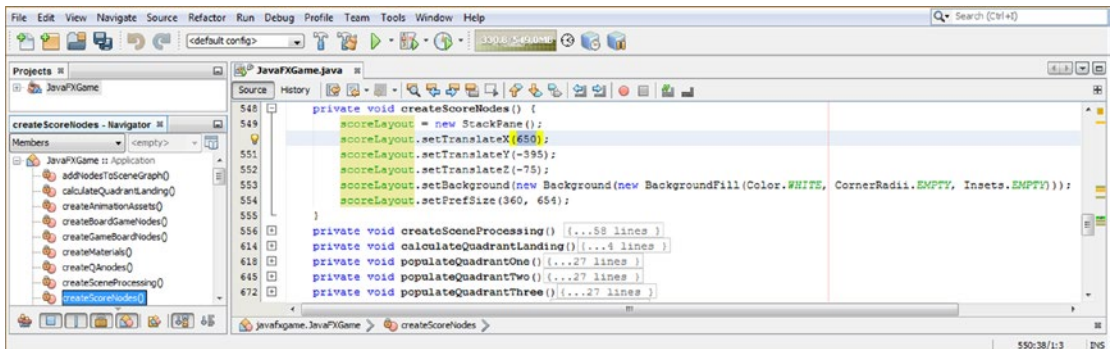 File Edit View Navigate Source Refactor Run Debug Profile Team Tools Window Help
Search (Ctrl+I)
<default config>
Projects
JavaFXGame
createScoreNodes - Navigator
Members
<empty>
JavaFXGame :: Application
addNodesToSceneGraph()
calculateQuadrantLanding()
createAnimationAssets()
createBoardGameNodes()
createGameBoardNodes()
createMaterials()
createQAnodes()
createSceneProcessing()
createScoreNodes()
JavaFXGame.java
Source History
548 private void createScoreNodes() {
549 scoreLayout = new StackPane();
scoreLayout.setTranslateX(650);
551 scoreLayout.setTranslateY(-395);
552 scoreLayout.setTranslateZ(-75);
553 scoreLayout.setBackground(new Background(new BackgroundFill(Color.WHITE, CornerRadii.EMPTY, Insets.EMPTY)));
554 scoreLayout.setPrefSize(360, 654);
555 }
556 private void createSceneProcessing() {...58 lines }
614 private void calculateQuadrantLanding() {...4 lines }
618 private void populateQuadrantOne() {...27 lines }
645 private void populateQuadrantTwo() {...27 lines }
672 private void populateQuadrantThree() {...27 lines }
javafxgame.JavaFXGame createScoreNodes
550:38/1:3 INS